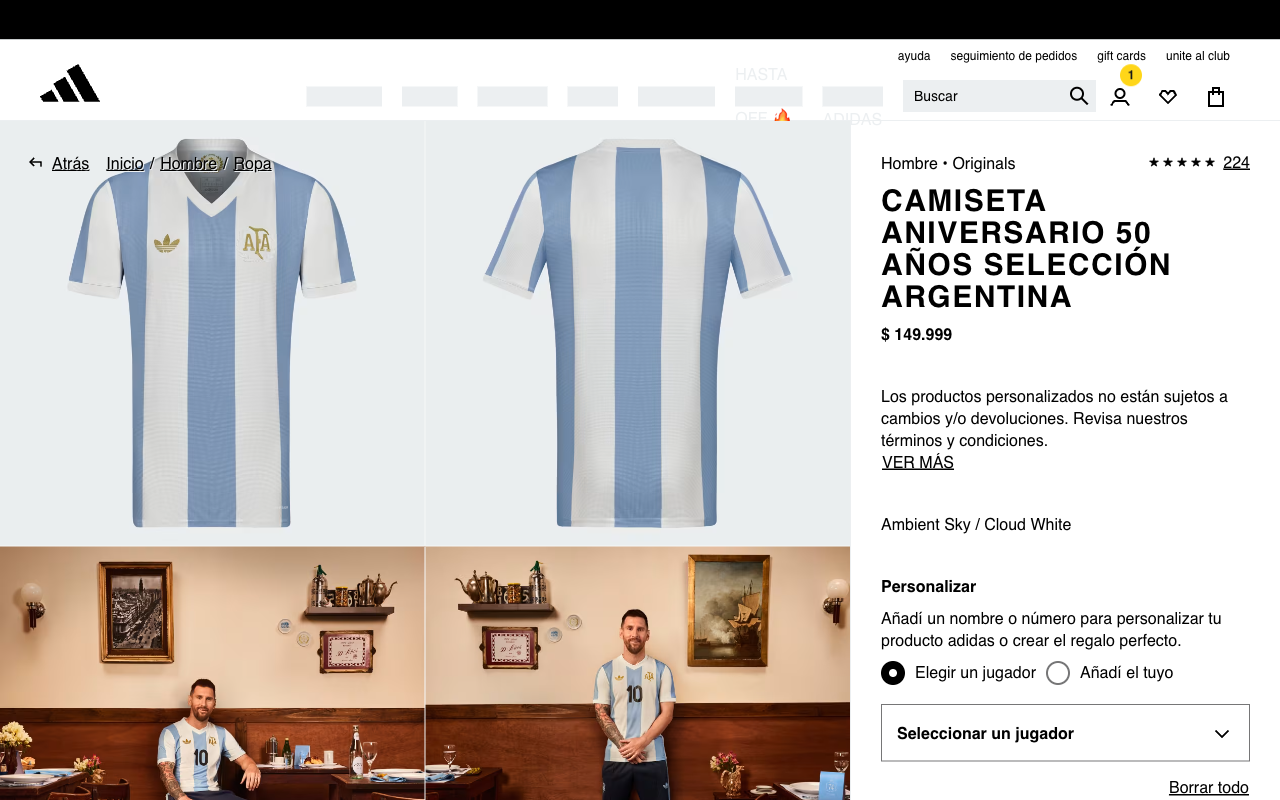 ayuda seguimiento de pedidos gift cards unite al club
HASTA
OFF 🔥 ADIDAS
Buscar
1
Atrás Inicio / Hombre / Ropa
AFA
10
10
Hombre • Originals
★★★★★ 224
CAMISETA
ANIVERSARIO 50
AÑOS SELECCIÓN
ARGENTINA
$ 149.999
Los productos personalizados no están sujetos a
cambios y/o devoluciones. Revisa nuestros
términos y condiciones.
VER MÁS
Ambient Sky / Cloud White
Personalizar
Añadí un nombre o número para personalizar tu
producto adidas o crear el regalo perfecto.
Elegir un jugador Añadí el tuyo
Seleccionar un jugador
Borrar todo